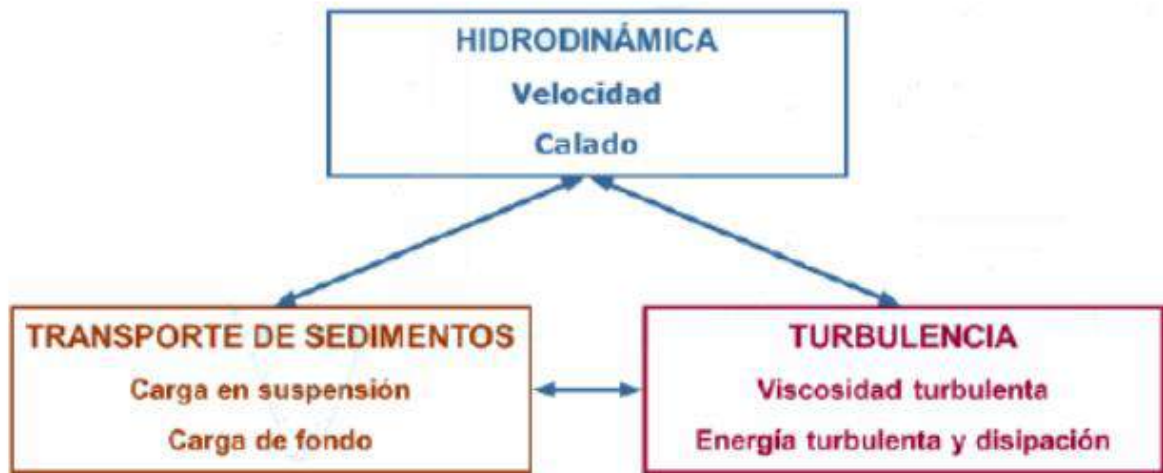 HIDRODINÁMICA
Velocidad
Calado
TRANSPORTE DE SEDIMENTOS
Carga en suspensión
Carga de fondo
TURBULENCIA
Viscosidad turbulenta
Energía turbulenta y disipación